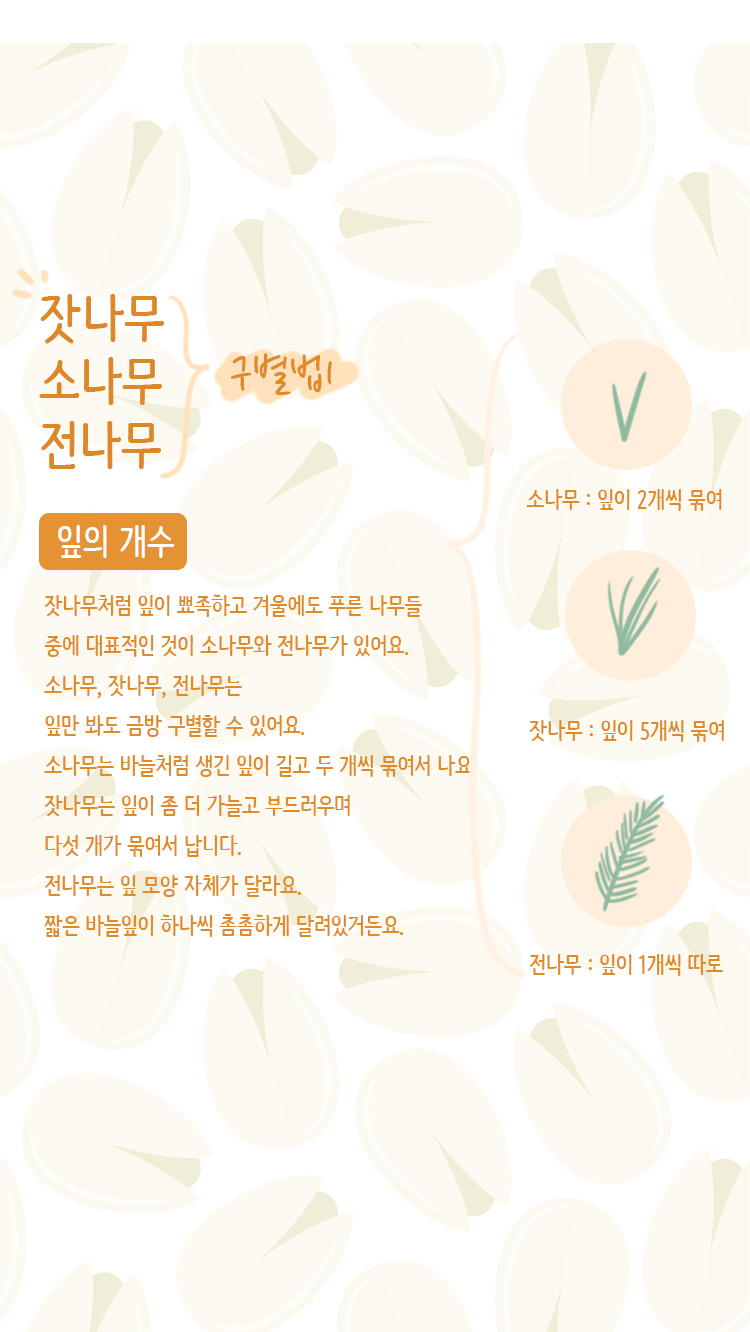 잣나무
소나무
전나무
구별법1
잎의 개수
잣나무처럼 잎이 뾰족하고 겨울에도 푸른 나무들
중에 대표적인 것이 소나무와 전나무가 있어요.
소나무, 잣나무, 전나무는
잎만 봐도 금방 구별할 수 있어요.
소나무는 바늘처럼 생긴 잎이 길고 두 개씩 묶여서 나요
잣나무는 잎이 좀 더 가늘고 부드러우며
다섯 개가 묶여서 납니다.
전나무는 잎 모양 자체가 달라요.
짧은 바늘잎이 하나씩 촘촘하게 달려있거든요.
소나무 : 잎이 2개씩 묶여
잣나무 : 잎이 5개씩 묶여
전나무 : 잎이 1개씩 따로